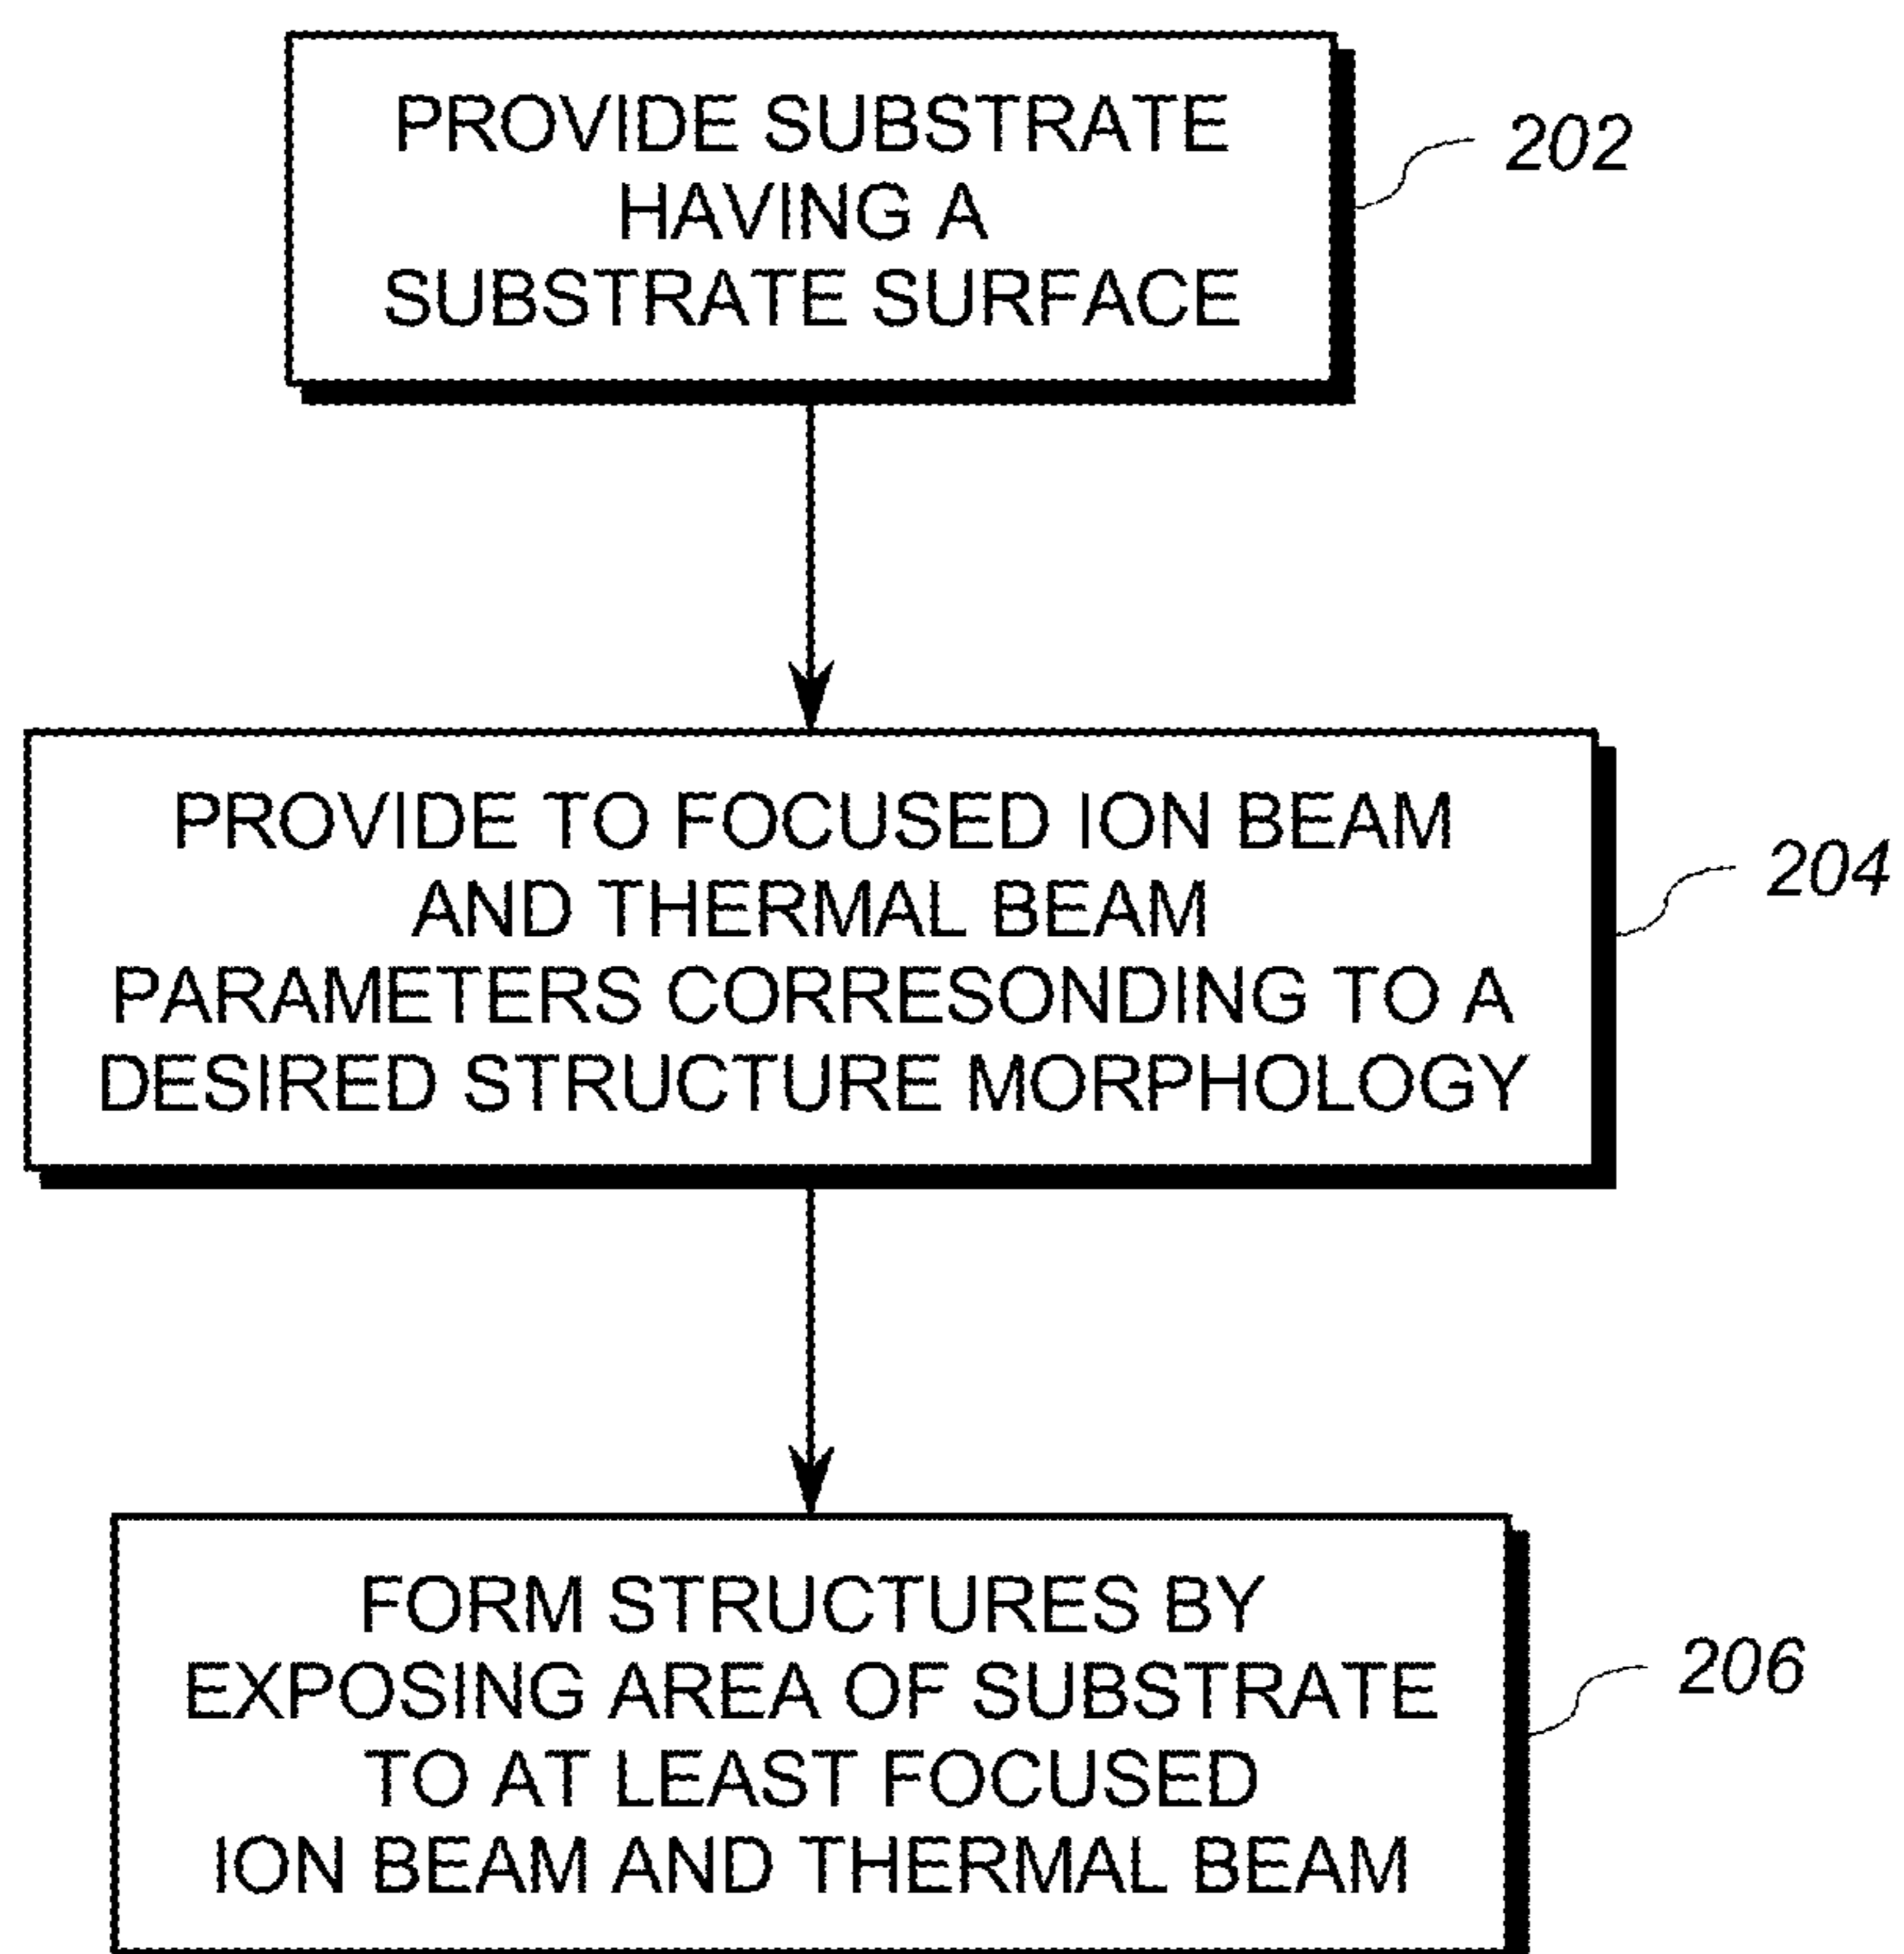 PROVIDE SUBSTRATE
HAVING A
SUBSTRATE SURFACE
202
PROVIDE TO FOCUSED ION BEAM
AND THERMAL BEAM
PARAMETERS CORRESONDING TO A
DESIRED STRUCTURE MORPHOLOGY
204
FORM STRUCTURES BY
EXPOSING AREA OF SUBSTRATE
TO AT LEAST FOCUSED
ION BEAM AND THERMAL BEAM
206